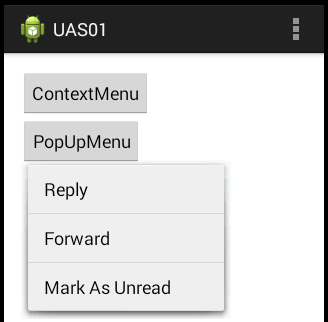 UAS01
ContextMenu
PopUpMenu
Reply
Forward
Mark As Unread